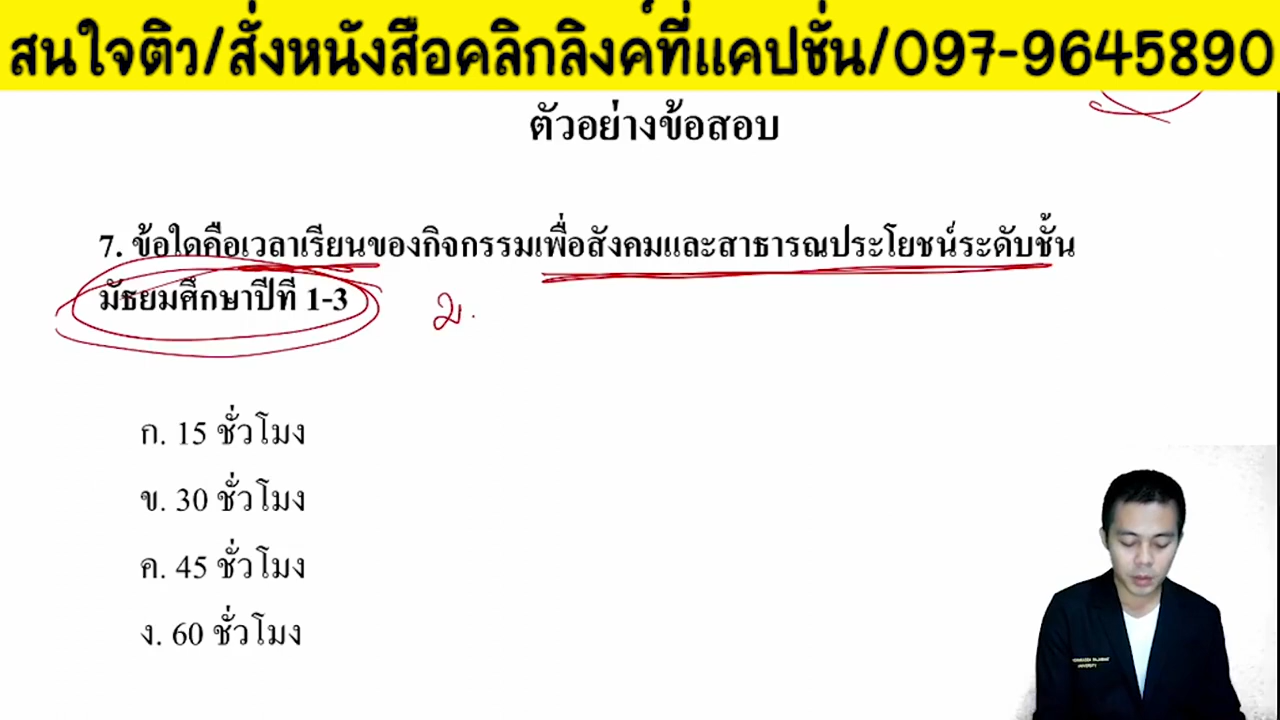 สนใจติว/สั่งหนังสือคลิกลิงค์ที่แคปชั่น/097-9645890
ตัวอย่างข้อสอบ
7. ข้อใดคือเวลาเรียนของกิจกรรมเพื่อสังคมและสาธารณประโยชน์ระดับชั้น
มัธยมศึกษาปีที่ 1-3
ม.
ก. 15 ชั่วโมง
ข. 30 ชั่วโมง
ค. 45 ชั่วโมง
ง. 60 ชั่วโมง